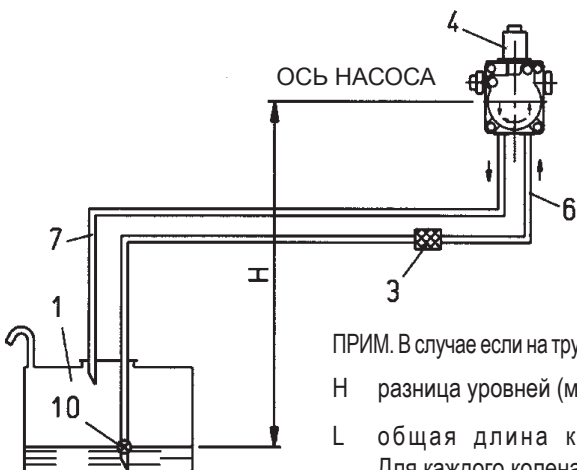 4
ОСЬ НАСОСА
6
7
3
H
1
10
ПРИМ. В случае если на
H разница уровней
L общая длина
Для каждого колена